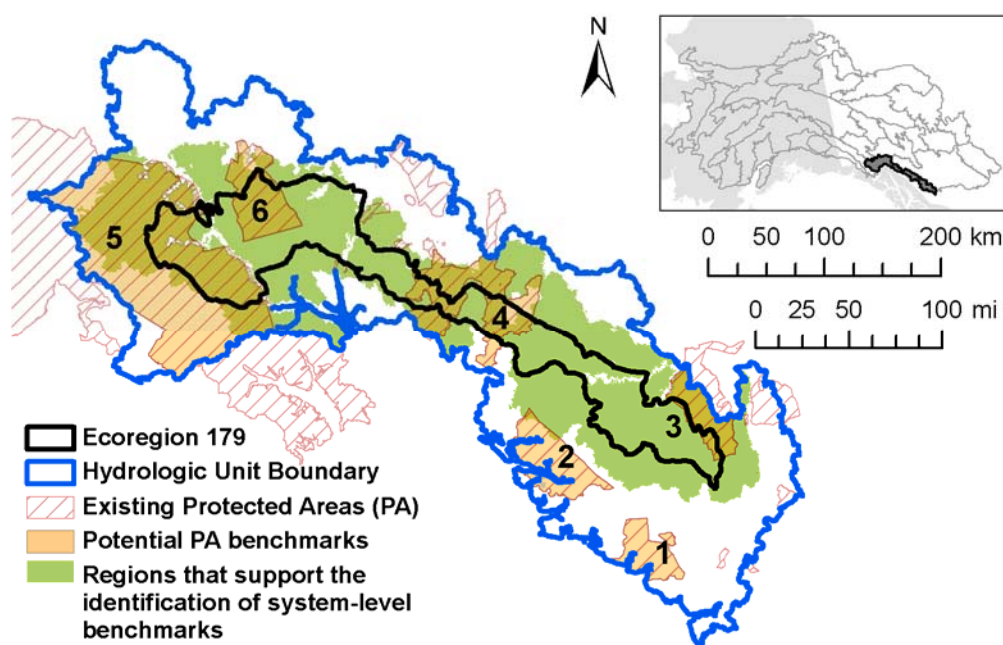 N
0 50 100 200 km
0 25 50 100 mi
5
6
4
3
2
1
Ecoregion 179
Hydrologic Unit Boundary
Existing Protected Areas (PA)
Potential PA benchmarks
Regions that support the
identification of system-level
benchmarks